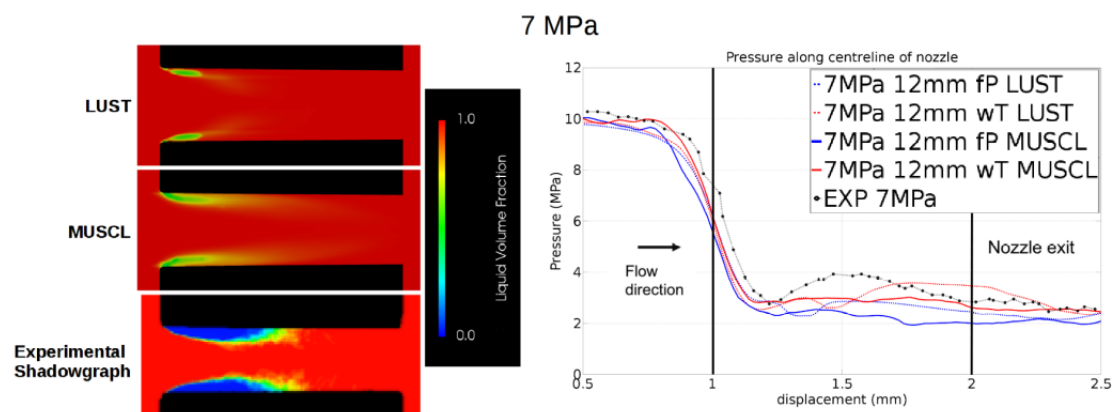 7 MPa
LUST
MUSCL
Experimental
Shadowgraph
1.0
Liquid Volume Fraction
0.0
Pressure along centreline of nozzle
7MPa 12mm fP LUST
7MPa 12mm wT LUST
7MPa 12mm fP MUSCL
7MPa 12mm wT MUSCL
EXP 7MPa
Pressure (MPa)
12
10
8
6
4
2
0
Flow
direction
Nozzle exit
0.5
1
1.5
2
2.5
displacement (mm)